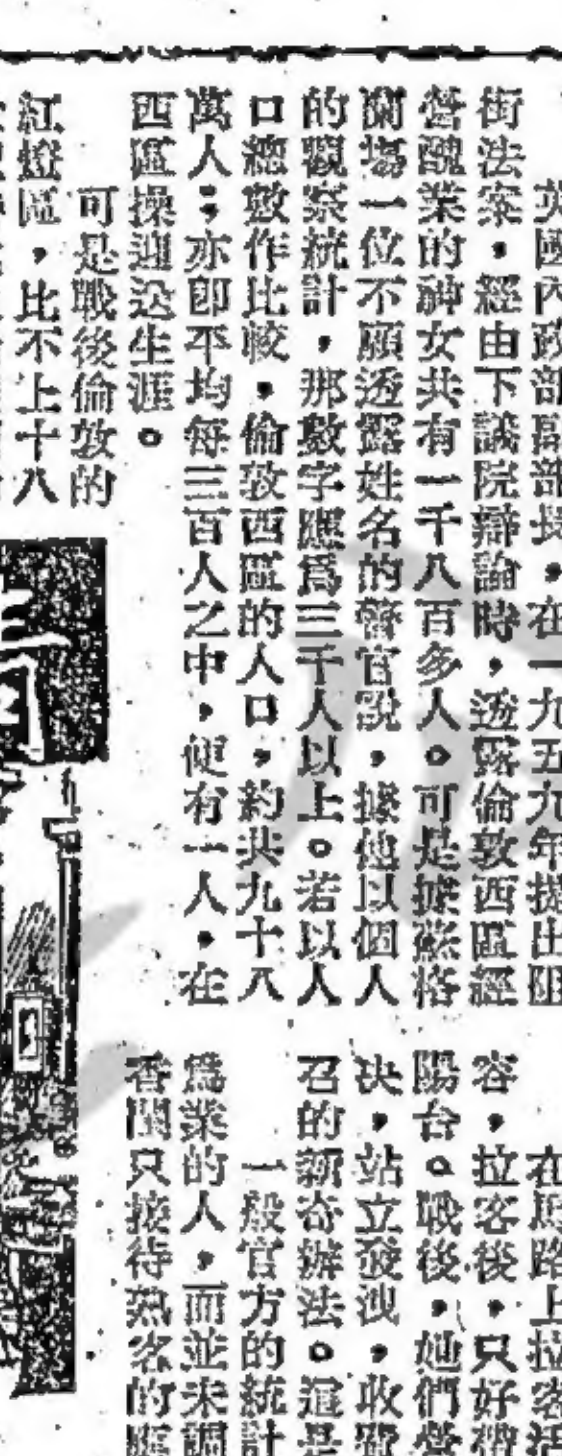 英國內政部副部長，在一九五九年提出阻
街法案，經由下議院辯論時，透露倫敦西區經
營醜業的神女共有一千八百多人。可是據蘇格
蘭場一位不願透露姓名的警官說，據他以個人
的觀察統計，那數字應爲三千人以上。若以人
口總數作比較，倫敦西區的人口，約共九十八
萬人；亦卽平均每三百人之中，便有一人，在
西區操迎送生涯。
可是戰後倫敦的
紅燈區，比不上十八
在馬路上拉客
容，拉客後，只好
陽台。戰後，她們
決，站立發洩，收
召的新奇辦法。這是
一般官方的統計
爲業的人，而並未調
香閨只接待熟客的